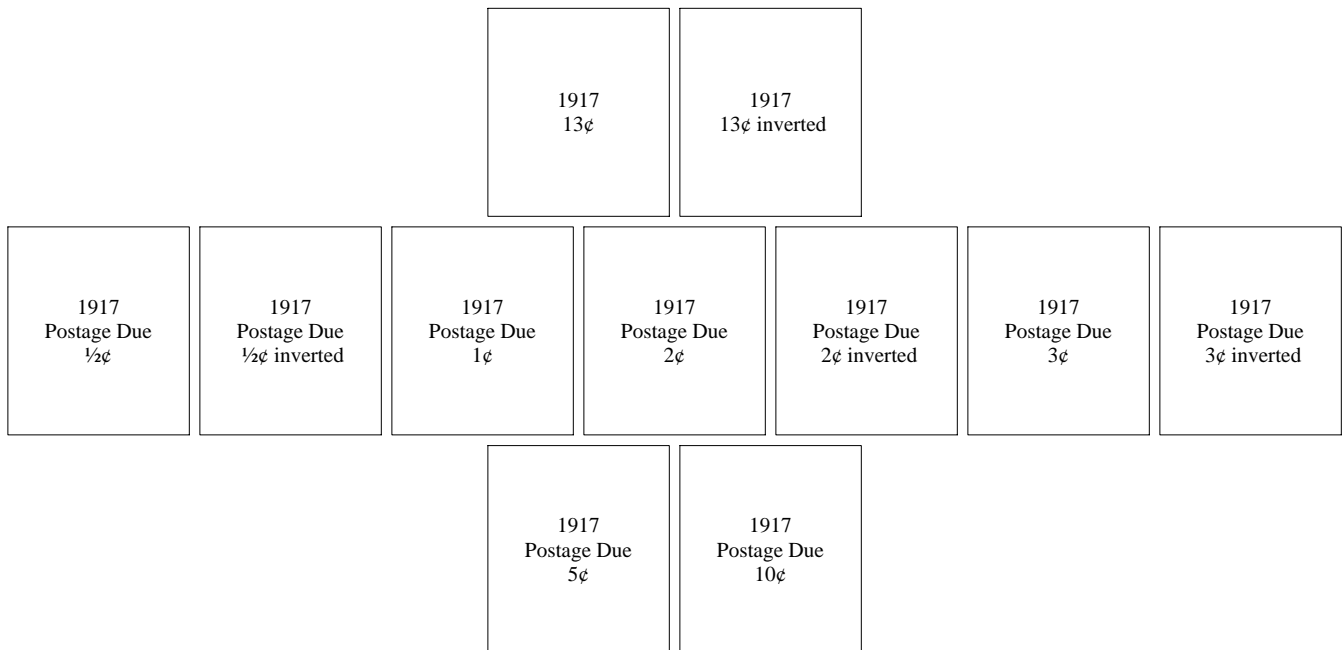 1917
13¢
1917
13¢ inverted
1917
Postage Due
½¢
1917
Postage Due
½¢ inverted
1917
Postage Due
1¢
1917
Postage Due
2¢
1917
Postage Due
2¢ inverted
1917
Postage Due
3¢
1917
Postage Due
3¢ inverted
1917
Postage Due
5¢
1917
Postage Due
10¢